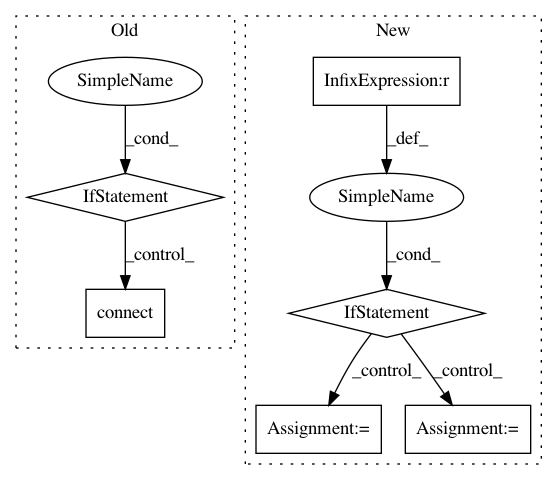 Old
New
SimpleName
InfixExpression:r
_cond_
_def_
IfStatement
SimpleName
_control_
_cond_
connect
IfStatement
_control_
_control_
Assignment:=
Assignment:=